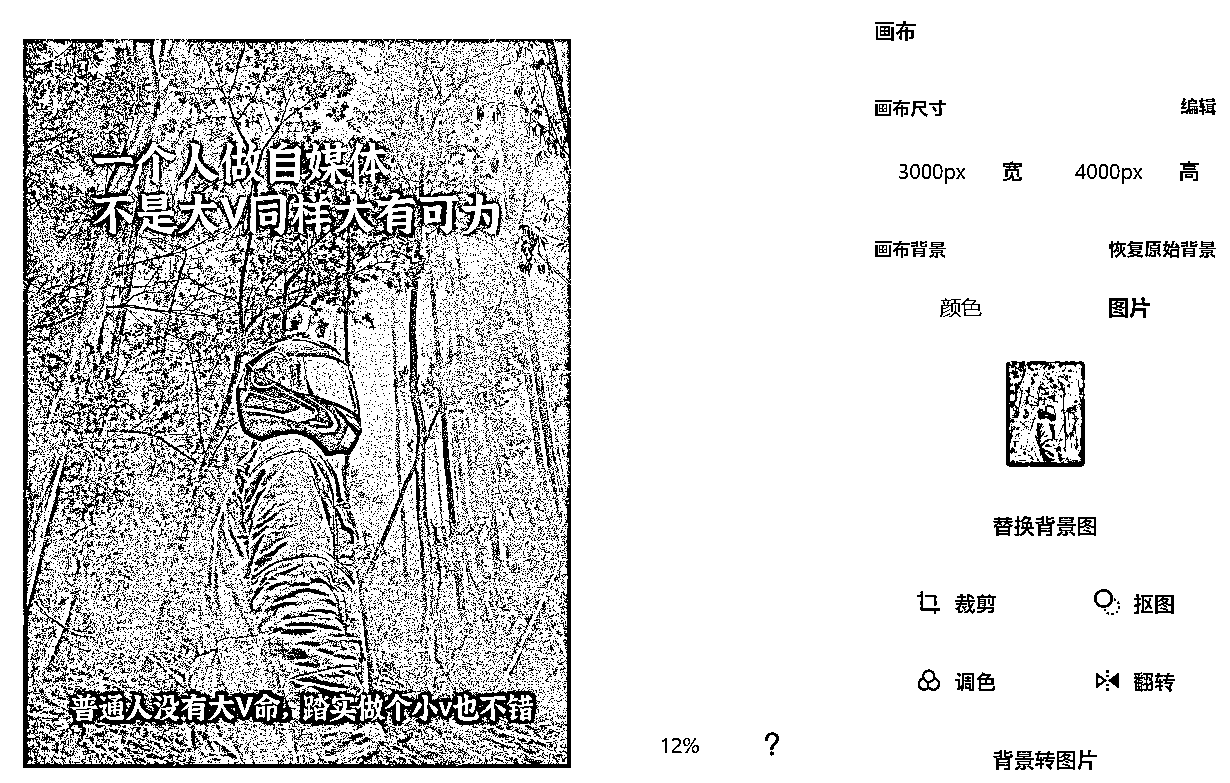 一个人做自媒体
不是大V同样大有可为
普通人没有大V命，踏实做个小v也不错
12%
?
画布
画布尺寸 编辑
3000px 宽 4000px 高
画布背景 恢复原始背景
颜色 图片
替换背景图
裁剪 抠图
调色 翻转
背景转图片